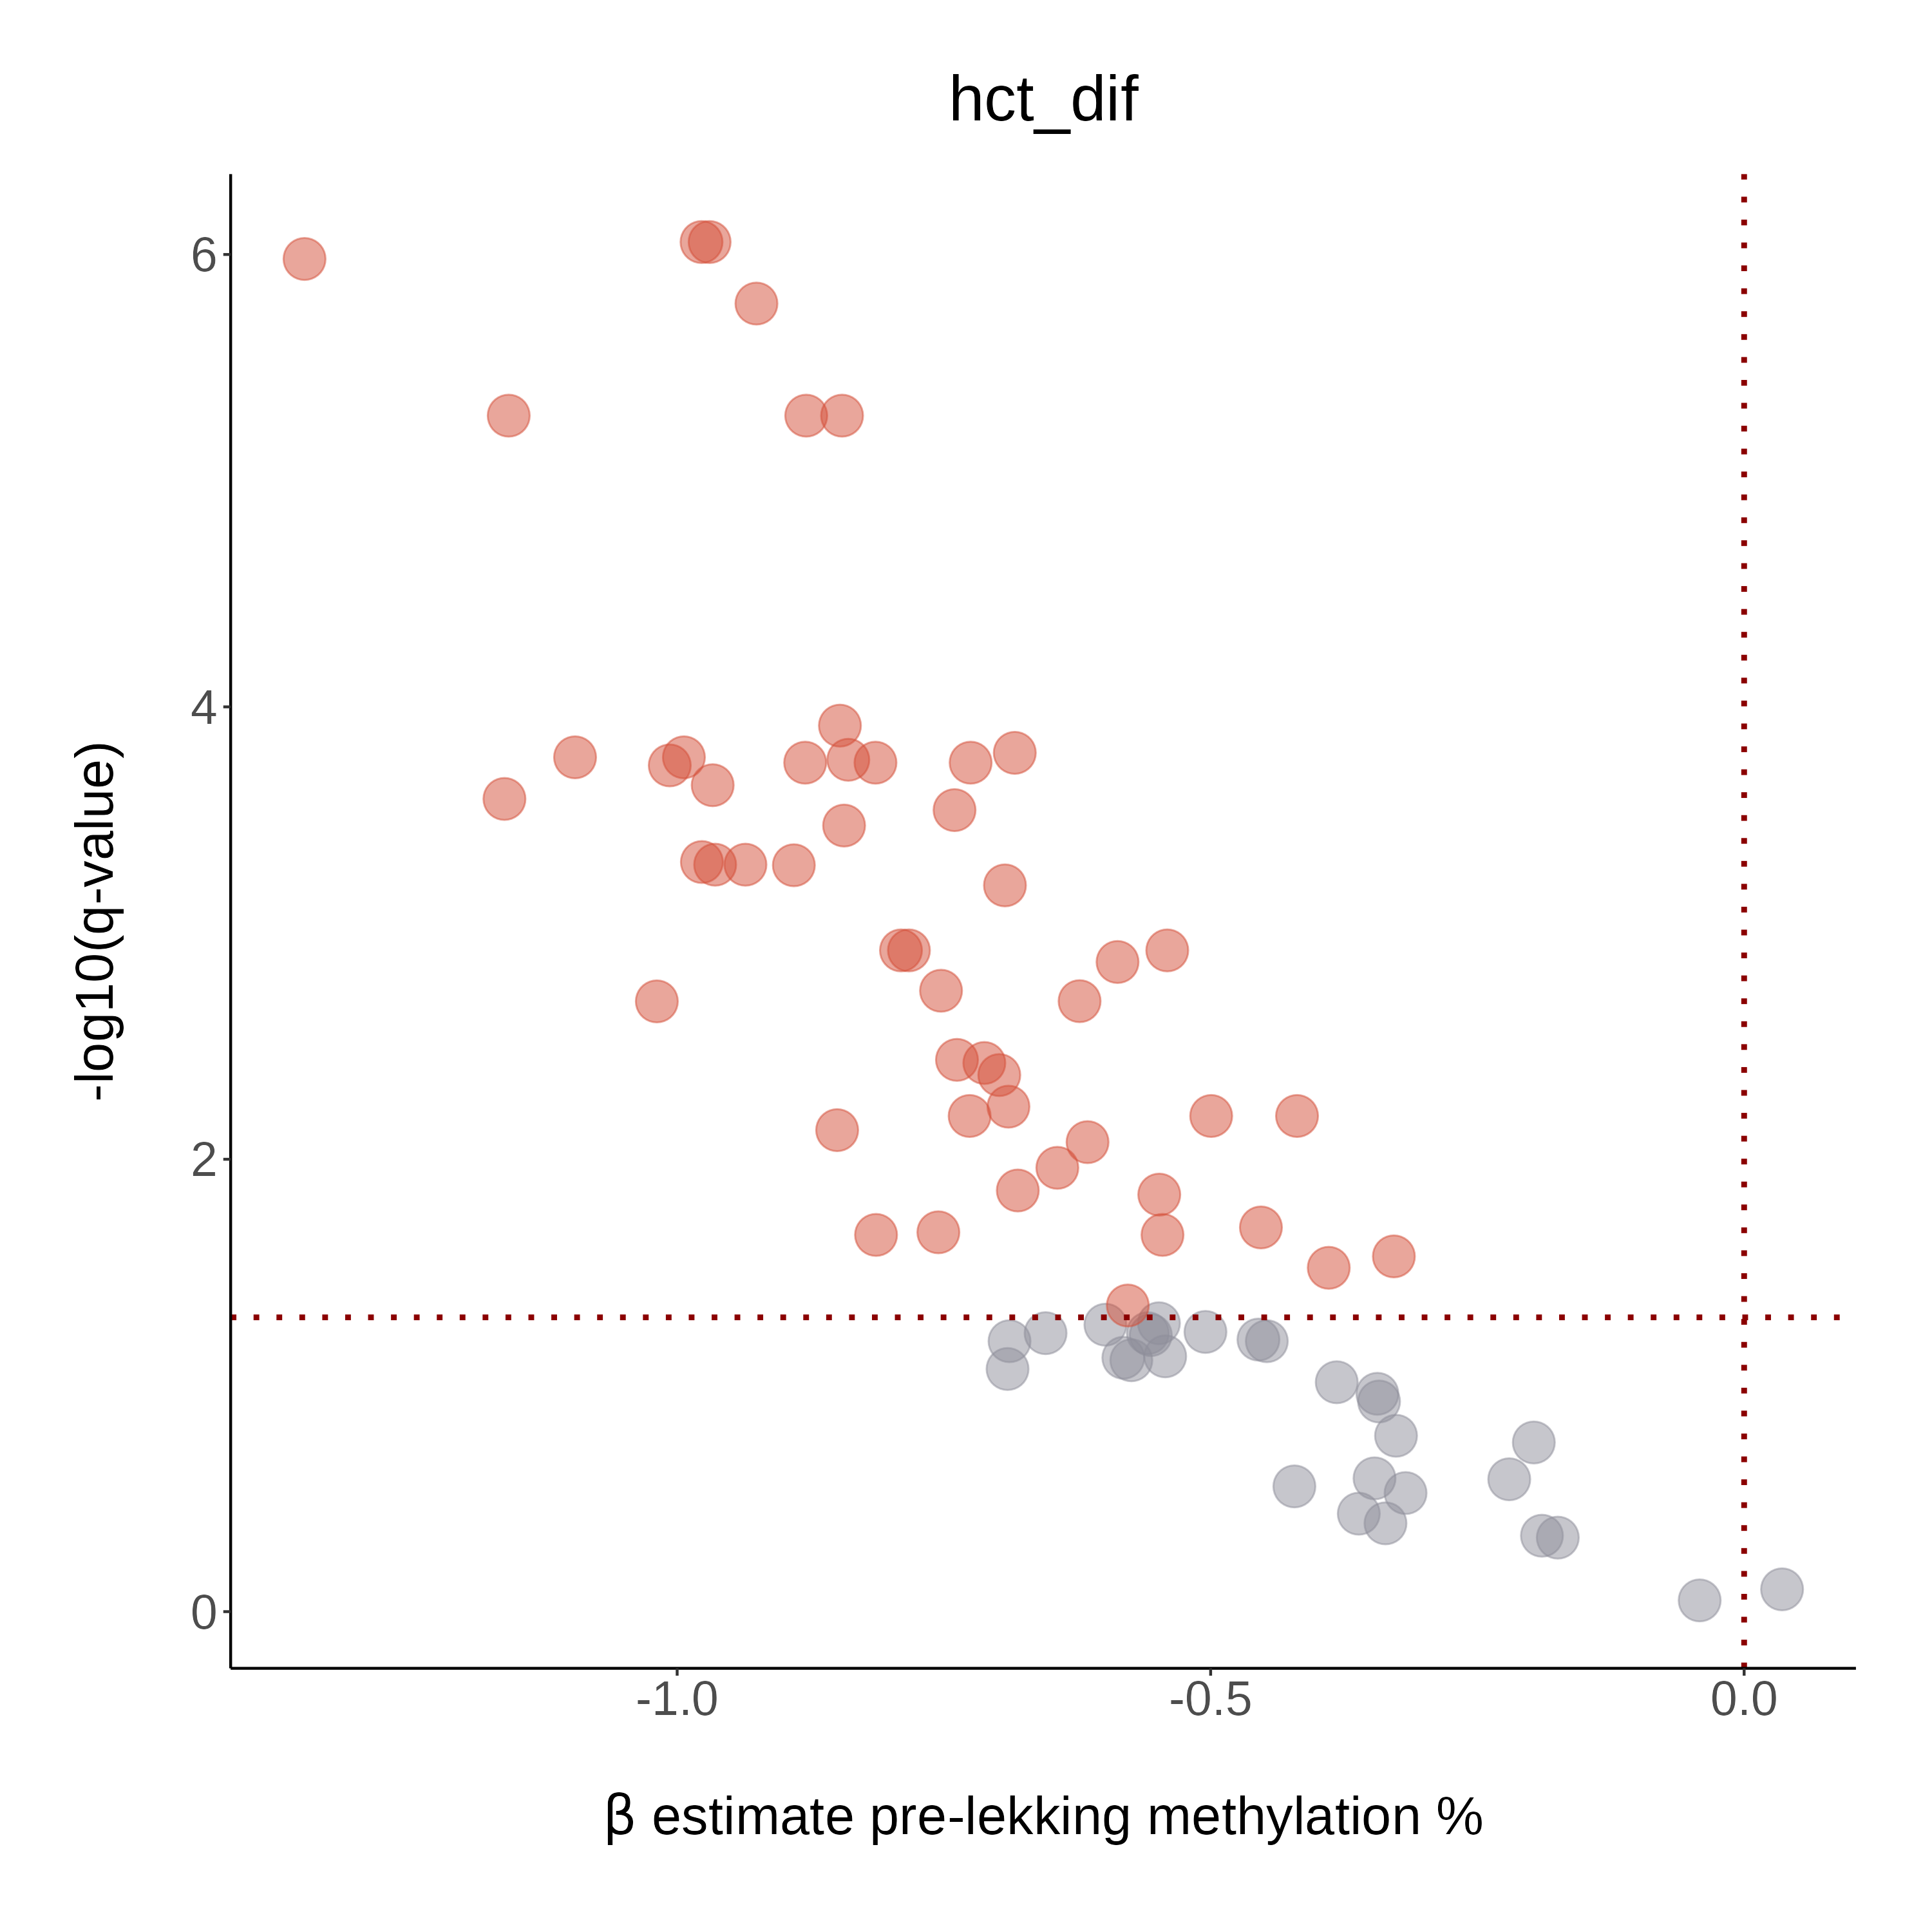 hct_dif
6
4
2
0
-log10(q-value)
-1.0
-0.5
0.0
β estimate pre-lekking methylation %